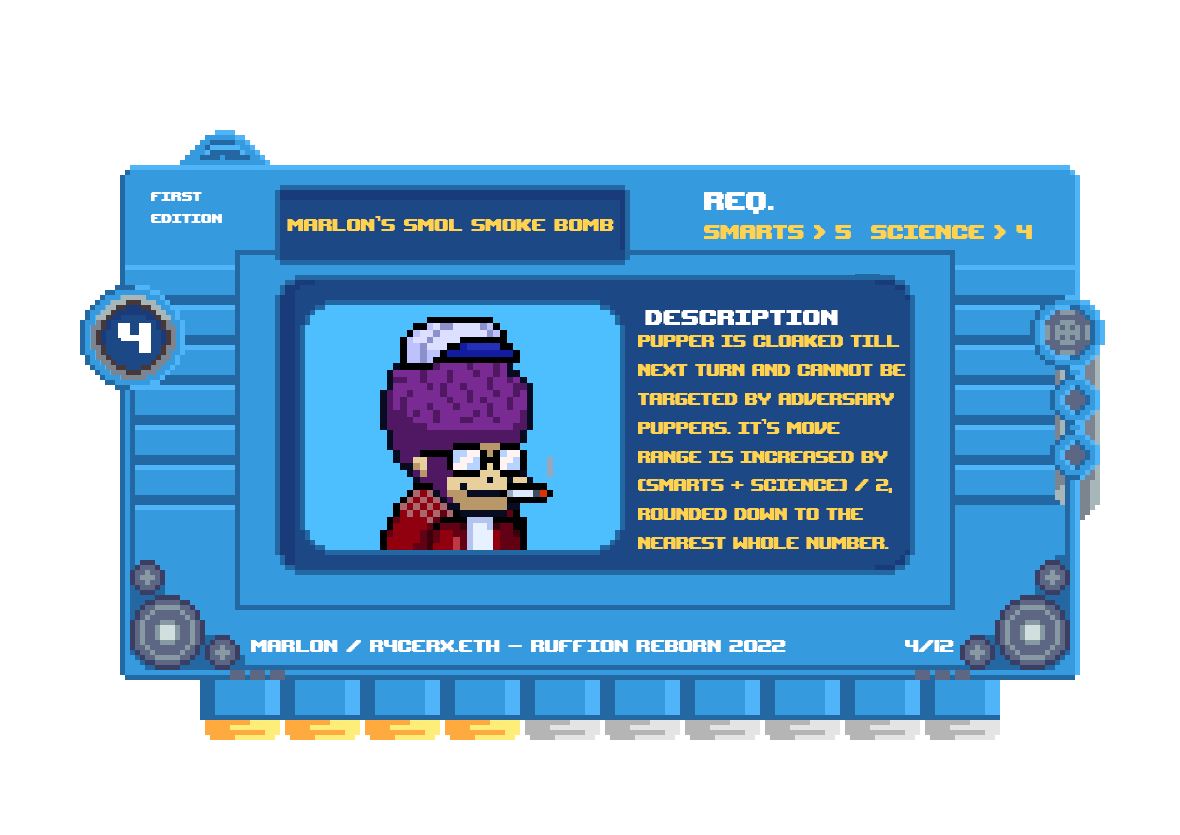 FIRST
EDITION
MARLON'S SMOL SMOKE BOMB
REQ.
SMARTS > 5 SCIENCE > 4
4
DESCRIPTION
PUPPER IS CLOAKED TILL
NEXT TURN AND CANNOT BE
TARGETED BY ADVERSARY
PUPPERS. IT'S MOVE
RANGE IS INCREASED BY
(SMARTS + SCIENCE) / 2,
ROUNDED DOWN TO THE
NEAREST WHOLE NUMBER.
MARLON / R4CERX.ETH - RUFFION REBORN 2022
4/12